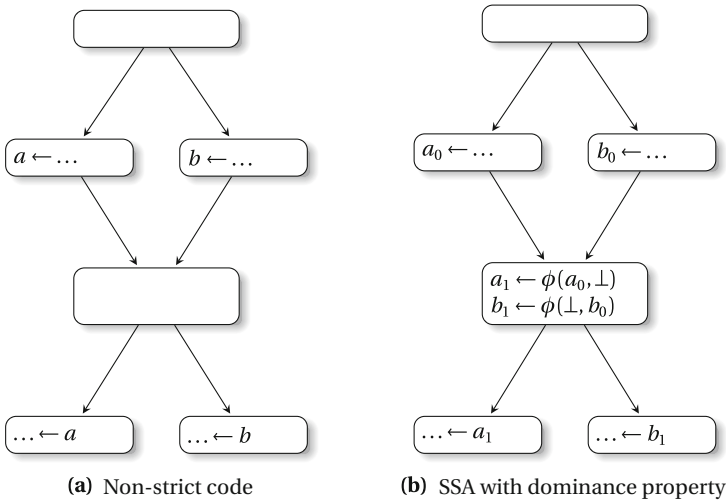 a ← …
b ← …
… ← a
… ← b
(a) Non-strict code
a₀ ← …
b₀ ← …
a₁ ← ϕ(a₀, ⊥)
b₁ ← ϕ(⊥, b₀)
… ← a₁
… ← b₁
(b) SSA with dominance property